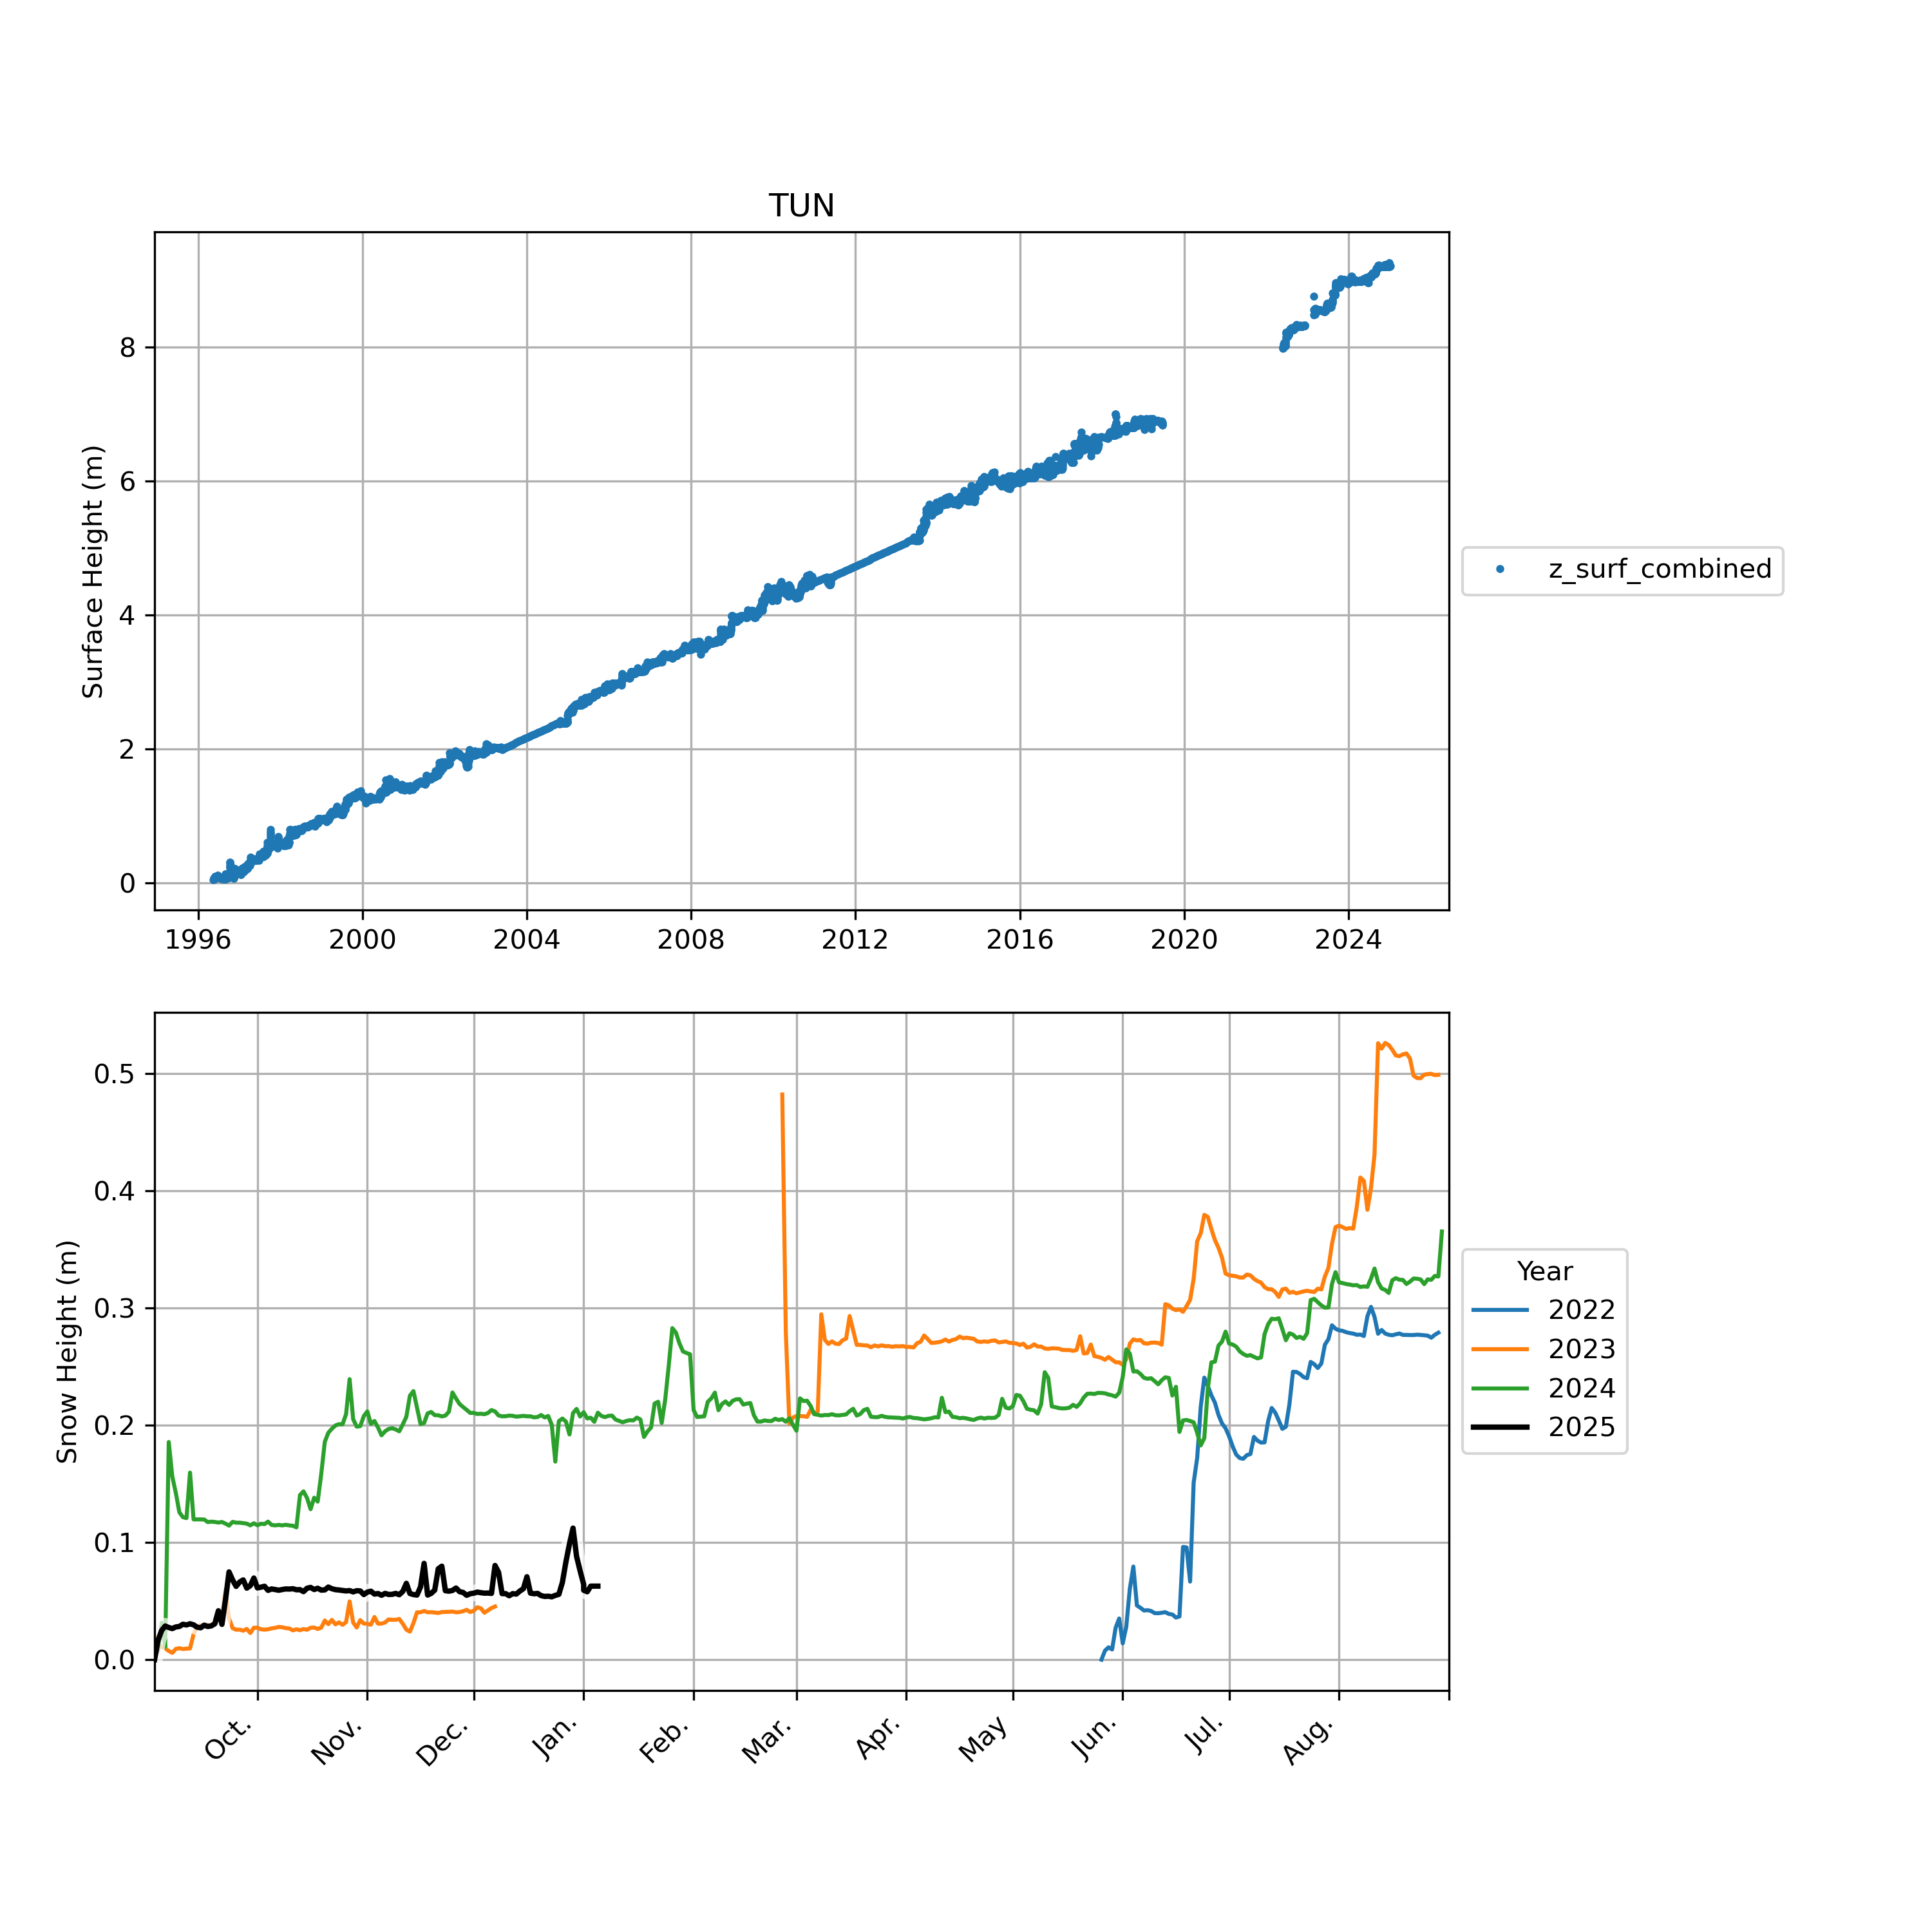 TUN
Surface Height (m)
8
6
4
2
0
1996 2000 2004 2008 2012 2016 2020 2024
z_surf_combined
Snow Height (m)
0.5
0.4
0.3
0.2
0.1
0.0
Oct. Nov. Dec. Jan. Feb. Mar. Apr. May Jun. Jul. Aug.
Year
2022
2023
2024
2025